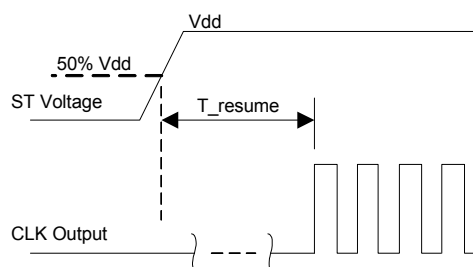 Vdd
50% Vdd
ST Voltage
T_resume
CLK Output